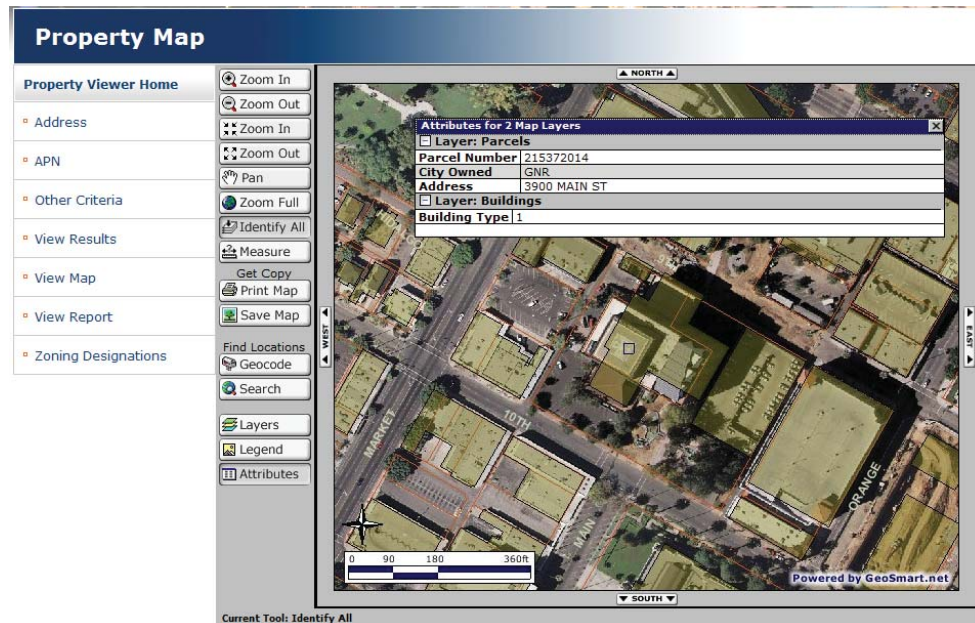 Property Map
Property Viewer Home
Address
APN
Other Criteria
View Results
View Map
View Report
Zoning Designations
Zoom In
Zoom Out
Zoom In
Zoom Out
Pan
Zoom Full
Identify All
Measure
Get Copy
Print Map
Save Map
Find Locations
Geocode
Search
Layers
Legend
Attributes
▲ NORTH ▲
Attributes for 2 Map Layers
Layer: Parcels
Parcel Number 215372014
City Owned GNR
Address 3900 MAIN ST
Layer: Buildings
Building Type 1
◄ WEST ◄
► EAST ►
10TH
MARKET
MAIN
ORANGE
0 90 180 360ft
Powered by GeoSmart.net
▼ SOUTH ▼
Current Tool: Identify All